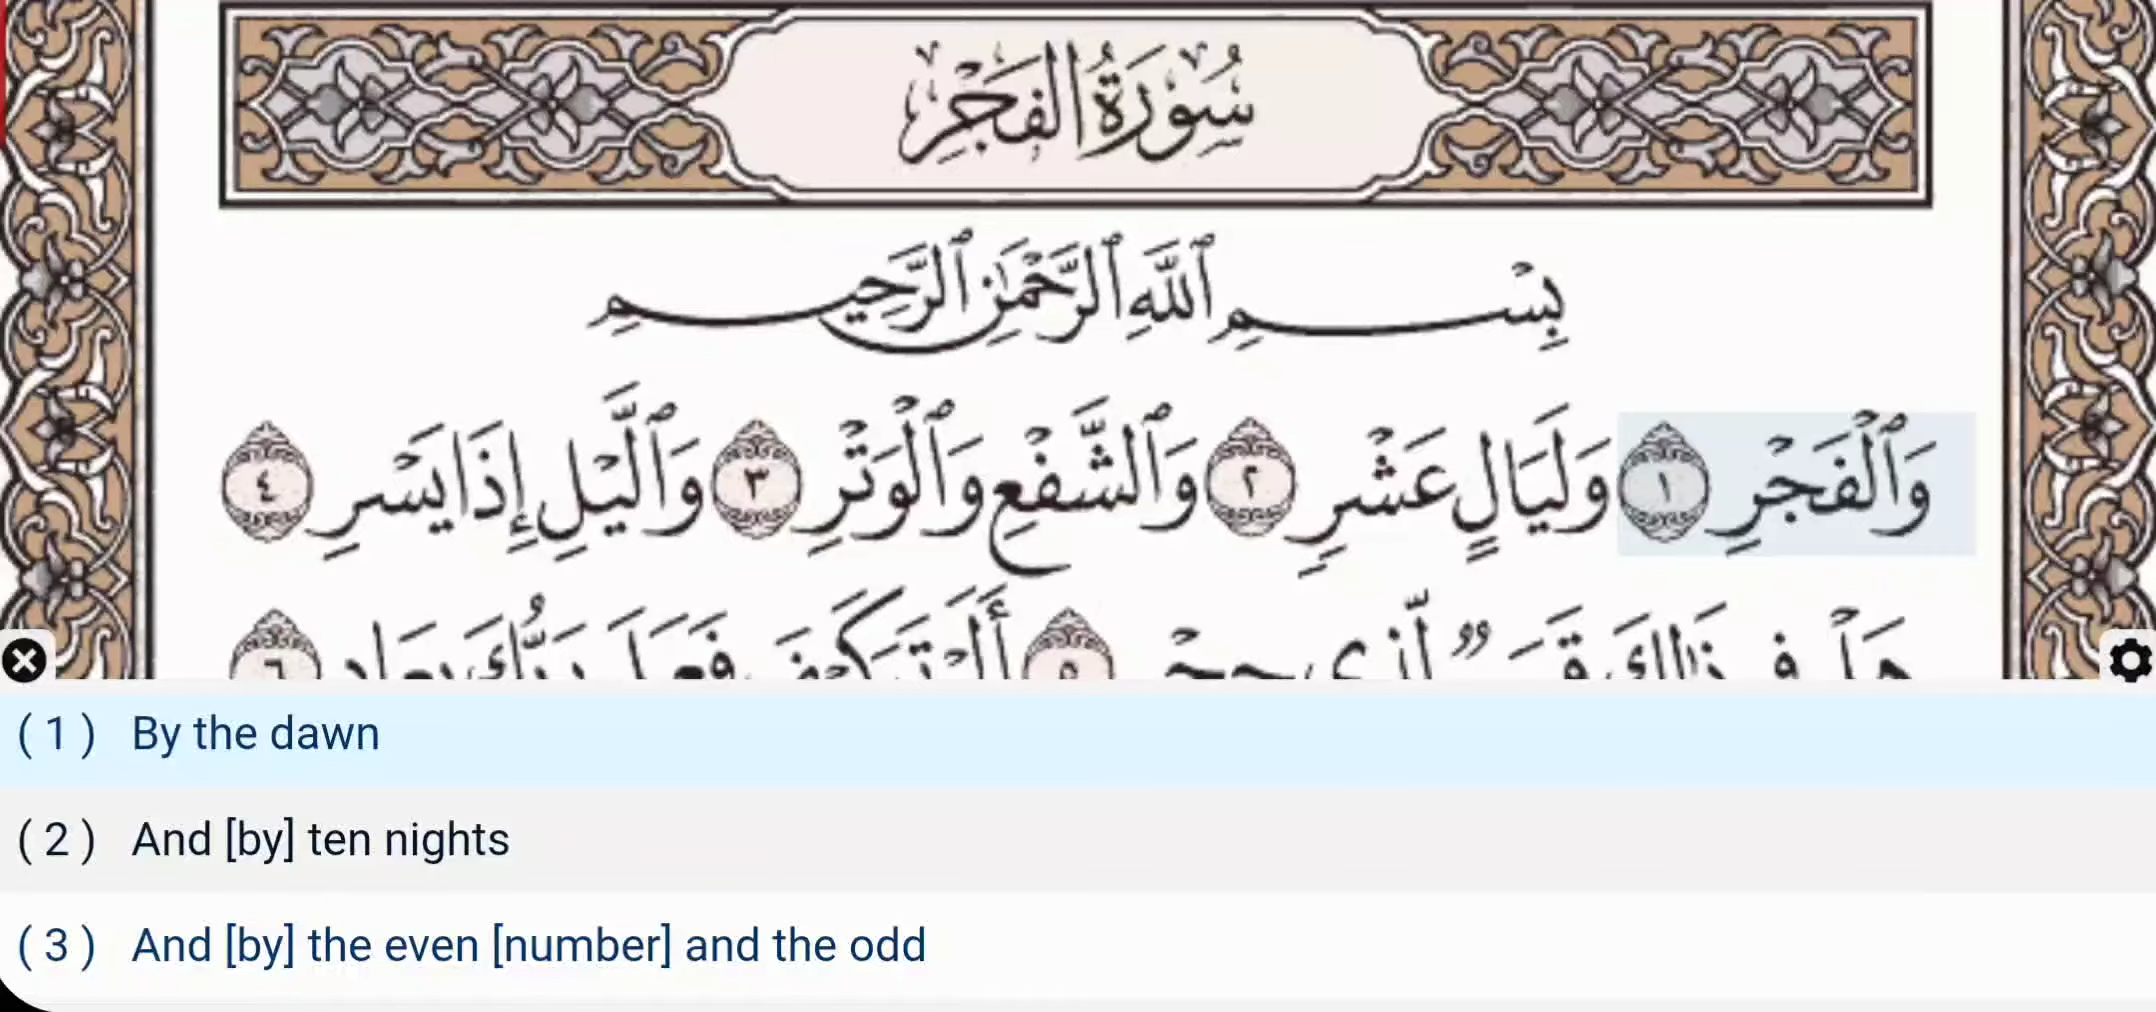 سُورَةُ الفَجْرِ
بِسْمِ ٱللَّهِ ٱلرَّحْمَٰنِ ٱلرَّحِيمِ
وَٱلْفَجْرِ ١ وَلَيَالٍ عَشْرٍ ٢ وَٱلشَّفْعِ وَٱلْوَتْرِ ٣ وَٱلَّيْلِ إِذَا يَسْرِ ٤
( 1 ) By the dawn
( 2 ) And [by] ten nights
( 3 ) And [by] the even [number] and the odd